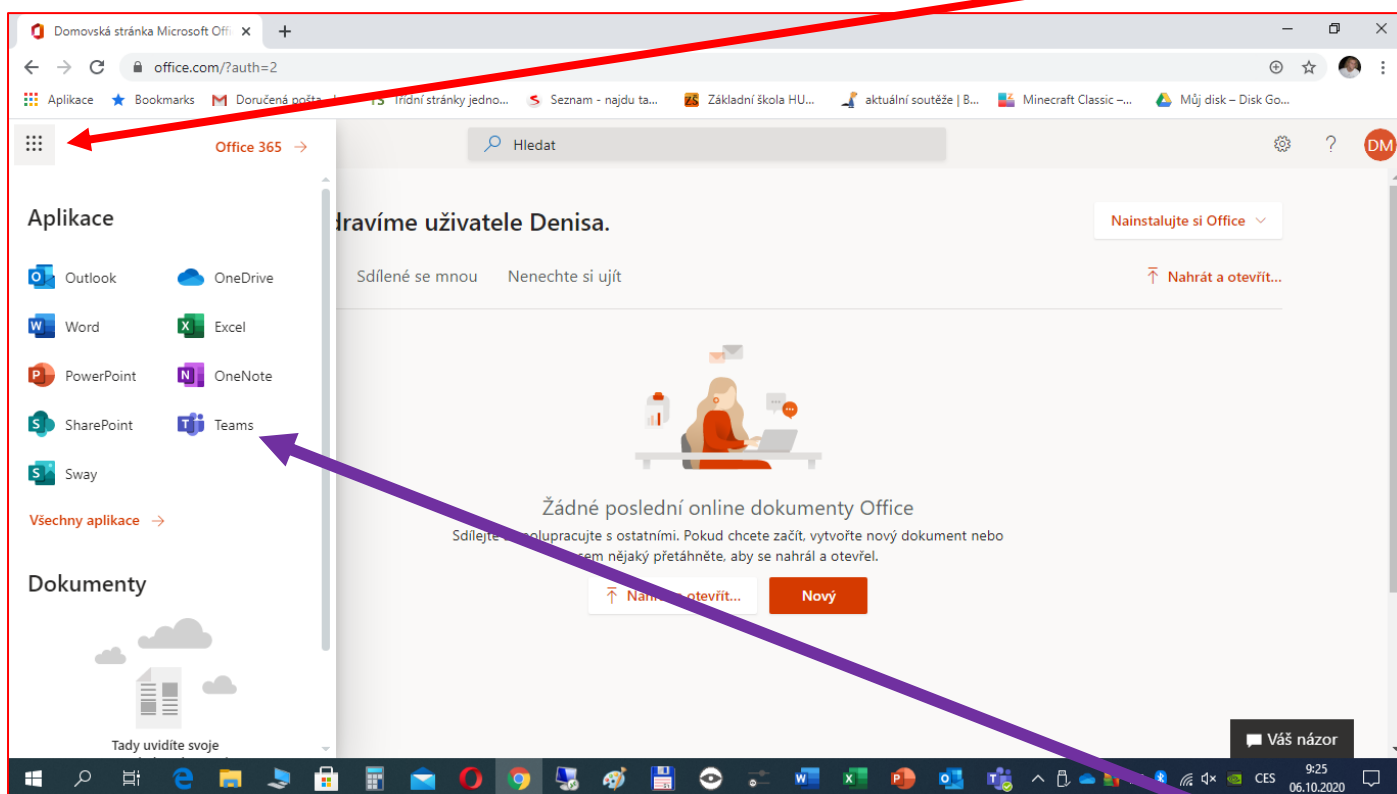 Domovská stránka Microsoft Offi
office.com/?auth=2
Aplikace Bookmarks Doručená pošta Třídní stránky jedno... Seznam - najdu ta... Základní škola HU... aktuální soutěže | B... Minecraft Classic –... Můj disk – Disk Go...
Office 365 →
Hledat
DM
Aplikace
dravíme uživatele Denisa.
Nainstalujte si Office
Outlook OneDrive
Sdílené se mnou Nenechte si ujít
Nahrát a otevřít...
Word Excel
PowerPoint OneNote
SharePoint Teams
Sway
Všechny aplikace →
Žádné poslední online dokumenty Office
Sdílejte spolupracujte s ostatními. Pokud chcete začít, vytvořte nový dokument nebo
sem nějaký přetáhněte, aby se nahrál a otevřel.
Nahrát a otevřít... Nový
Dokumenty
Tady uvidíte svoje
Váš názor
CES
9:25
06.10.2020